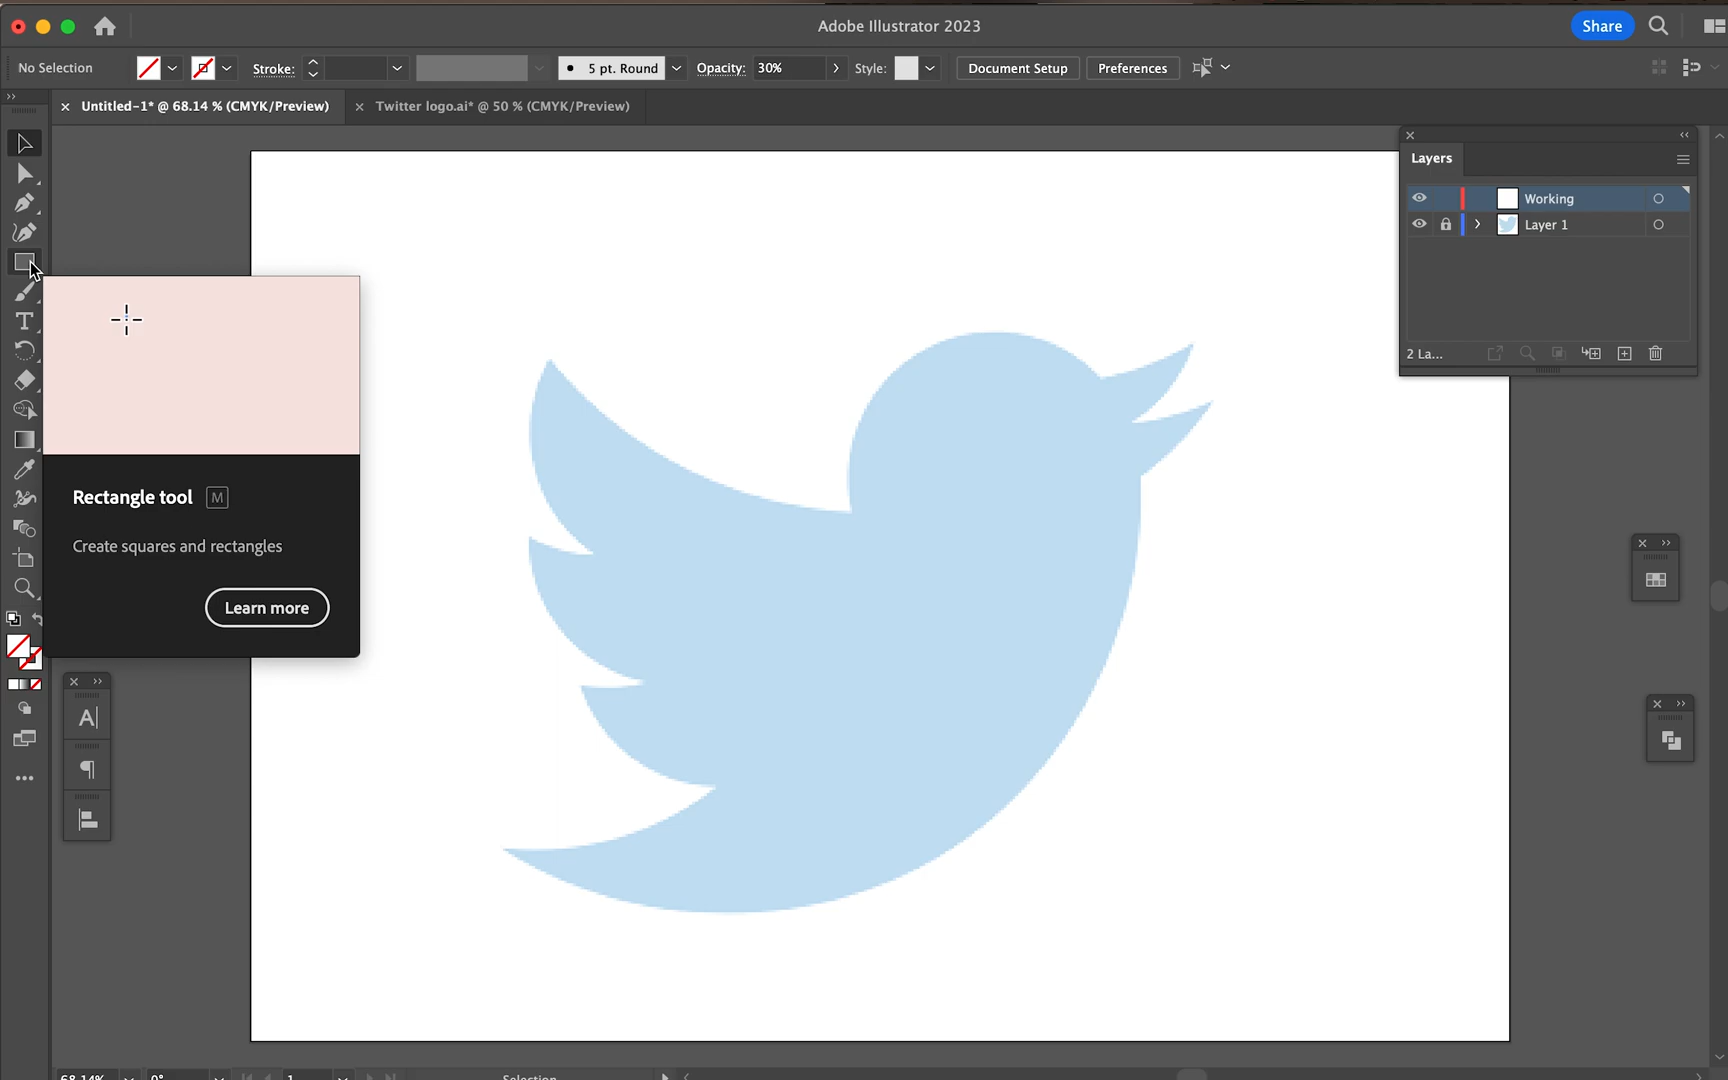 Adobe Illustrator 2023
Share
No Selection
Stroke:
5 pt. Round
Opacity: 30%
Style:
Document Setup
Preferences
Untitled-1* @ 68.14 % (CMYK/Preview)
Twitter logo.ai* @ 50 % (CMYK/Preview)
Layers
Working
Layer 1
2 La...
Rectangle tool M
Create squares and rectangles
Learn more
68.14%
0°
1
Selection